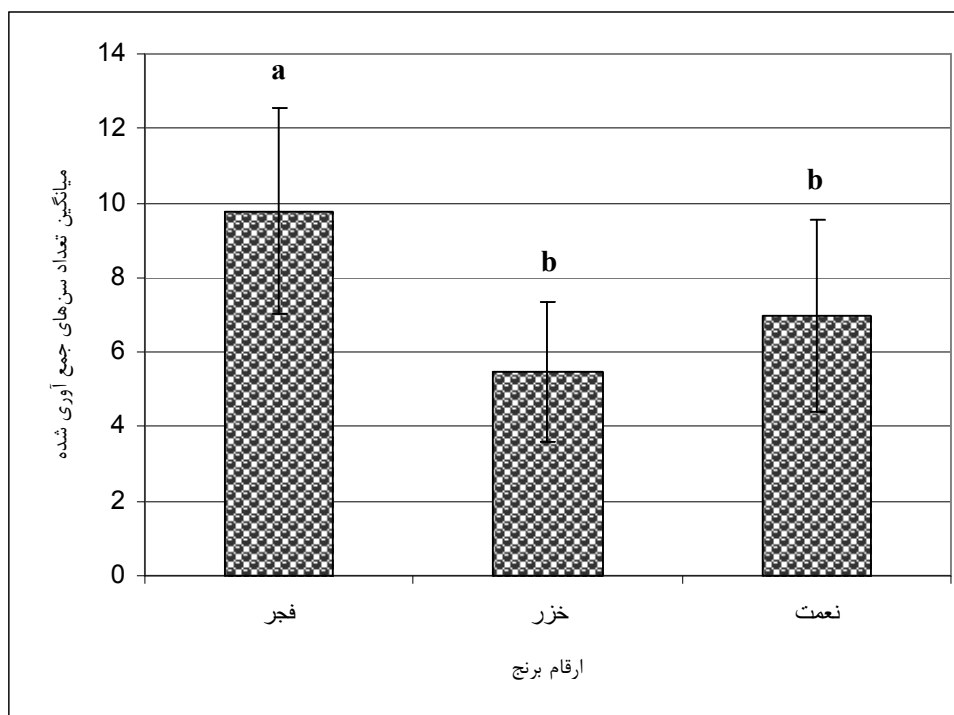 میانگین تعداد سن‌های جمع آوری شده
14
12
10
8
6
4
2
0
a
b
b
فجر
خزر
نعمت
ارقام برنج